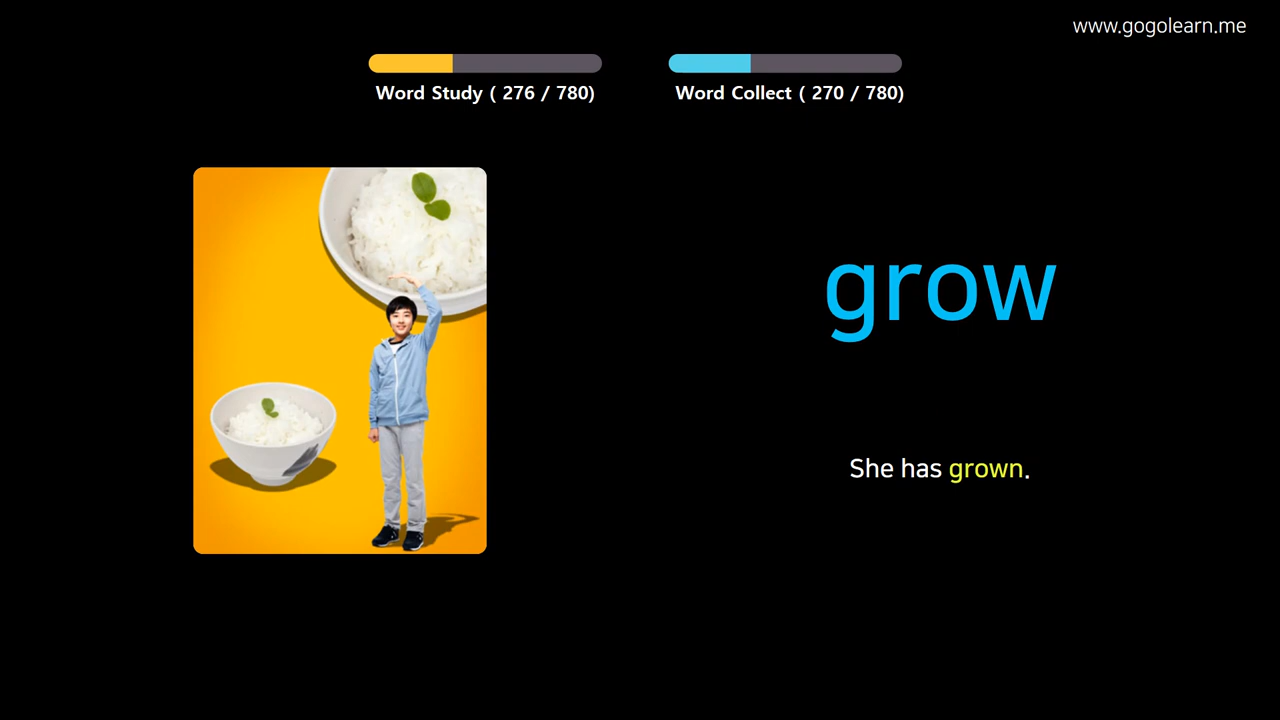 www.gogolearn.me
Word Study ( 276 / 780)
Word Collect ( 270 / 780)
grow
She has grown.